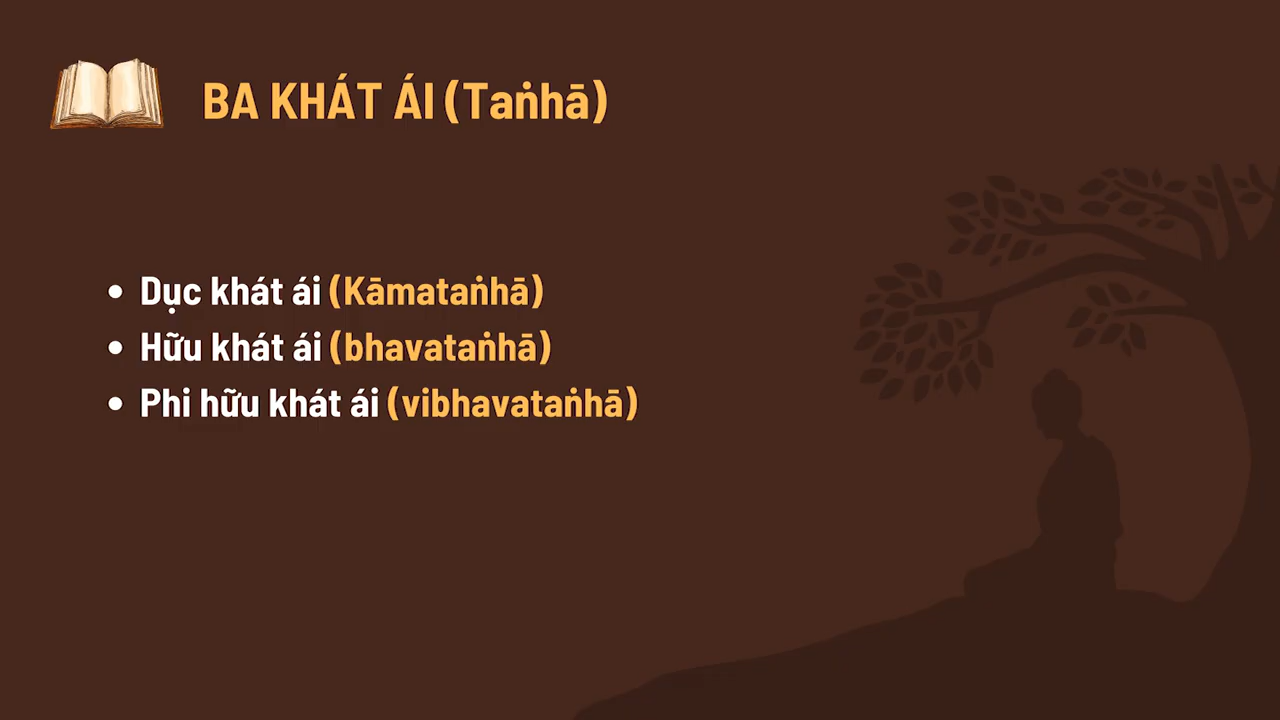 BA KHÁT ÁI (Taṅhā)
• Dục khát ái (Kāmataṅhā)
• Hữu khát ái (bhavataṅhā)
• Phi hữu khát ái (vibhavataṅhā)